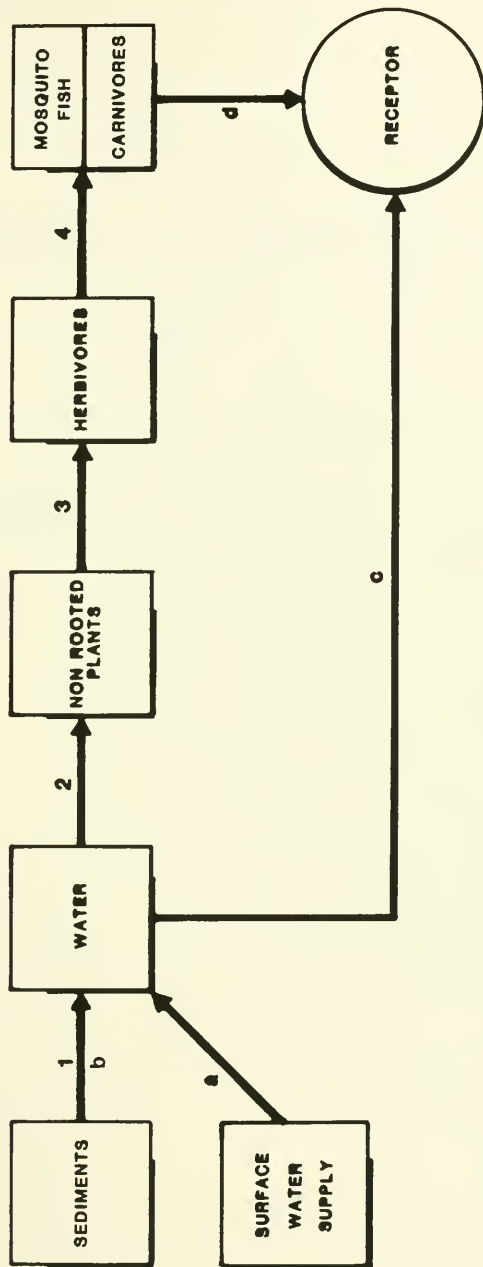 SEDIMENTS
1
b
WATER
2
NON ROOTED
PLANTS
3
HERBIVORES
4
MOSQUITO
FISH
CARNIVORES
SURFACE
WATER
SUPPLY
a
c
d
RECEPTOR